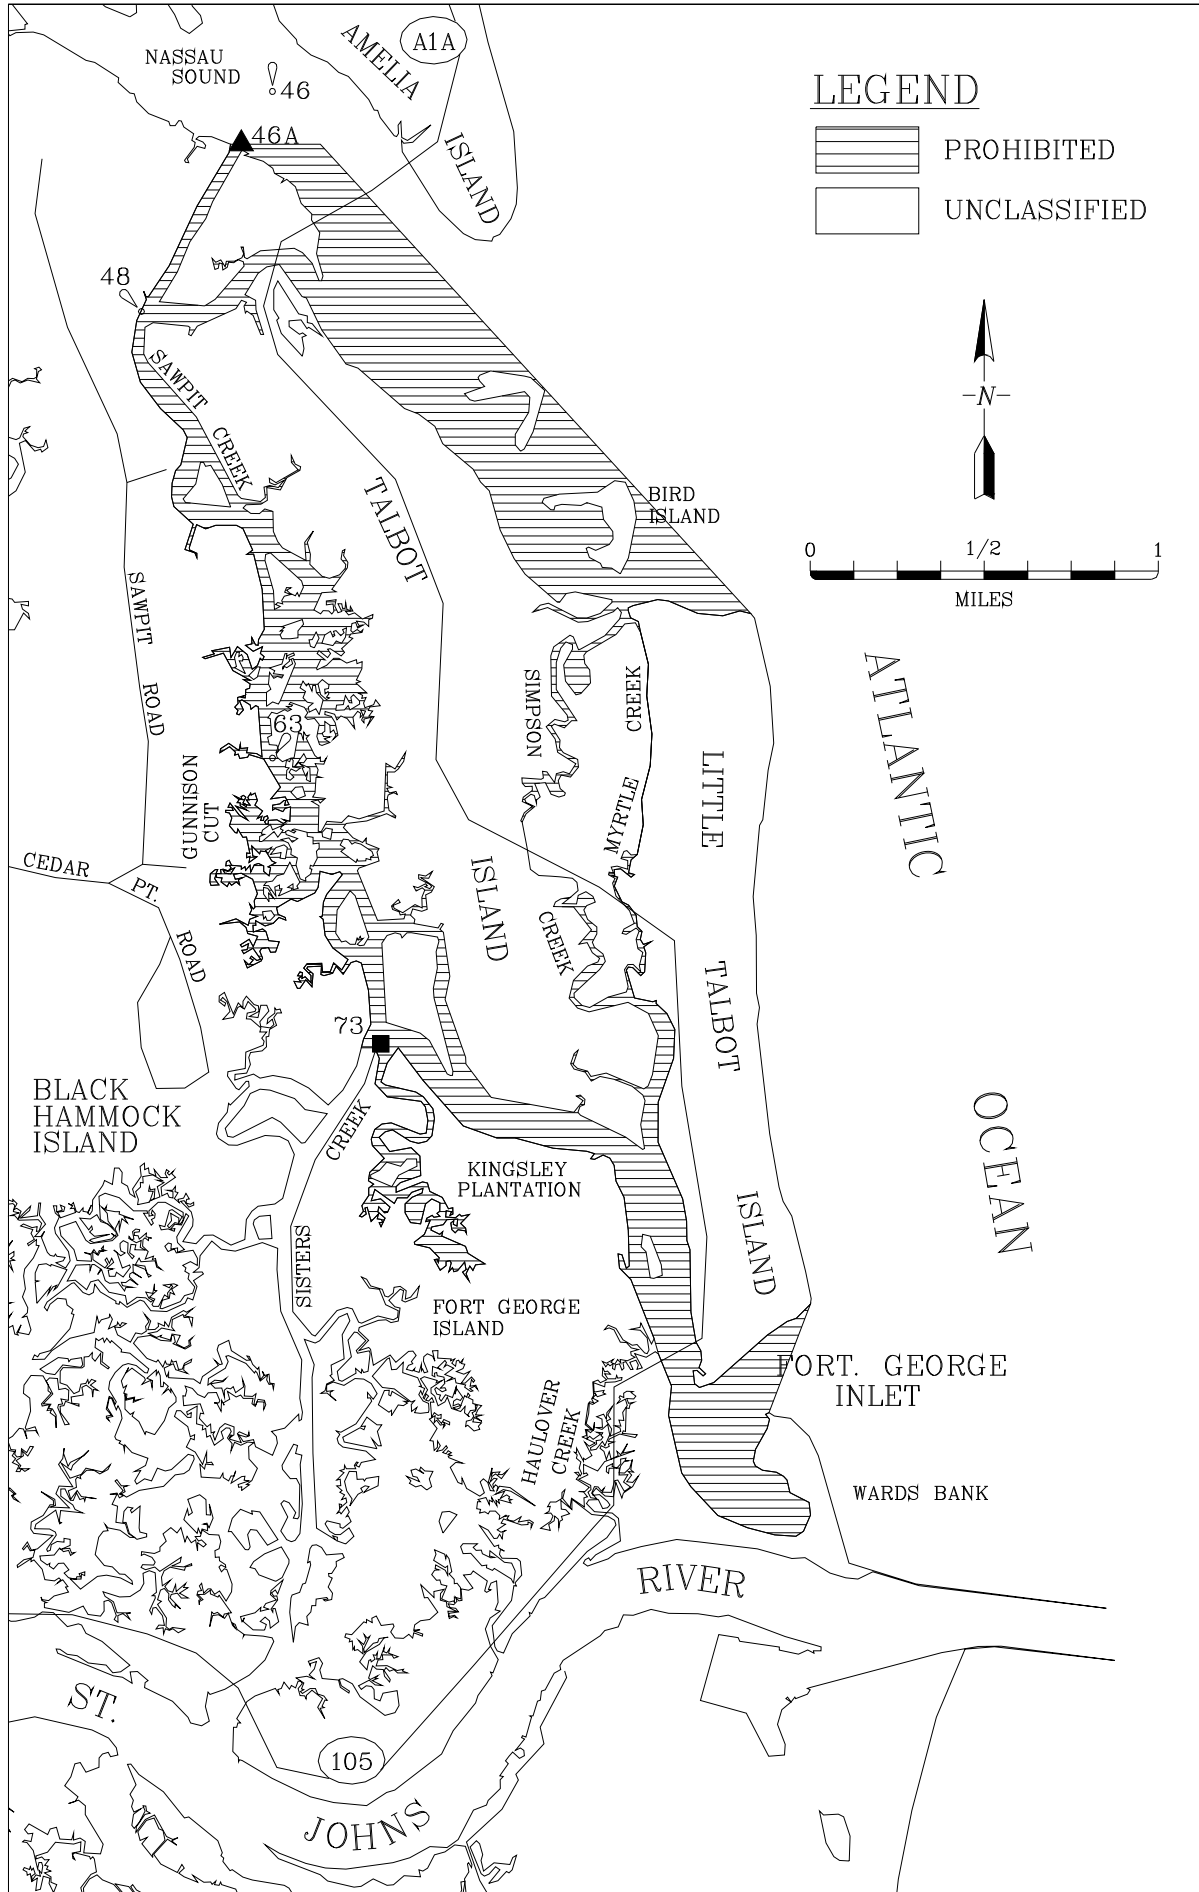 NASSAU
SOUND
46
46A
AMELIA
ISLAND
A1A
LEGEND
PROHIBITED
UNCLASSIFIED
48
SAWPIT
CREEK
-N-
0
1/2
1
MILES
BIRD
ISLAND
TALBOT
ISLAND
SAWPIT
ROAD
SIMPSON
CREEK
MYRTLE
CREEK
LITTLE
TALBOT
ISLAND
ATLANTIC
OCEAN
63
GUNNISON
CUT
CEDAR
PT.
ROAD
73
BLACK
HAMMOCK
ISLAND
SISTERS
CREEK
KINGSLEY
PLANTATION
FORT GEORGE
ISLAND
HAULOVER
CREEK
FORT. GEORGE
INLET
WARDS BANK
ST.
JOHNS
RIVER
105